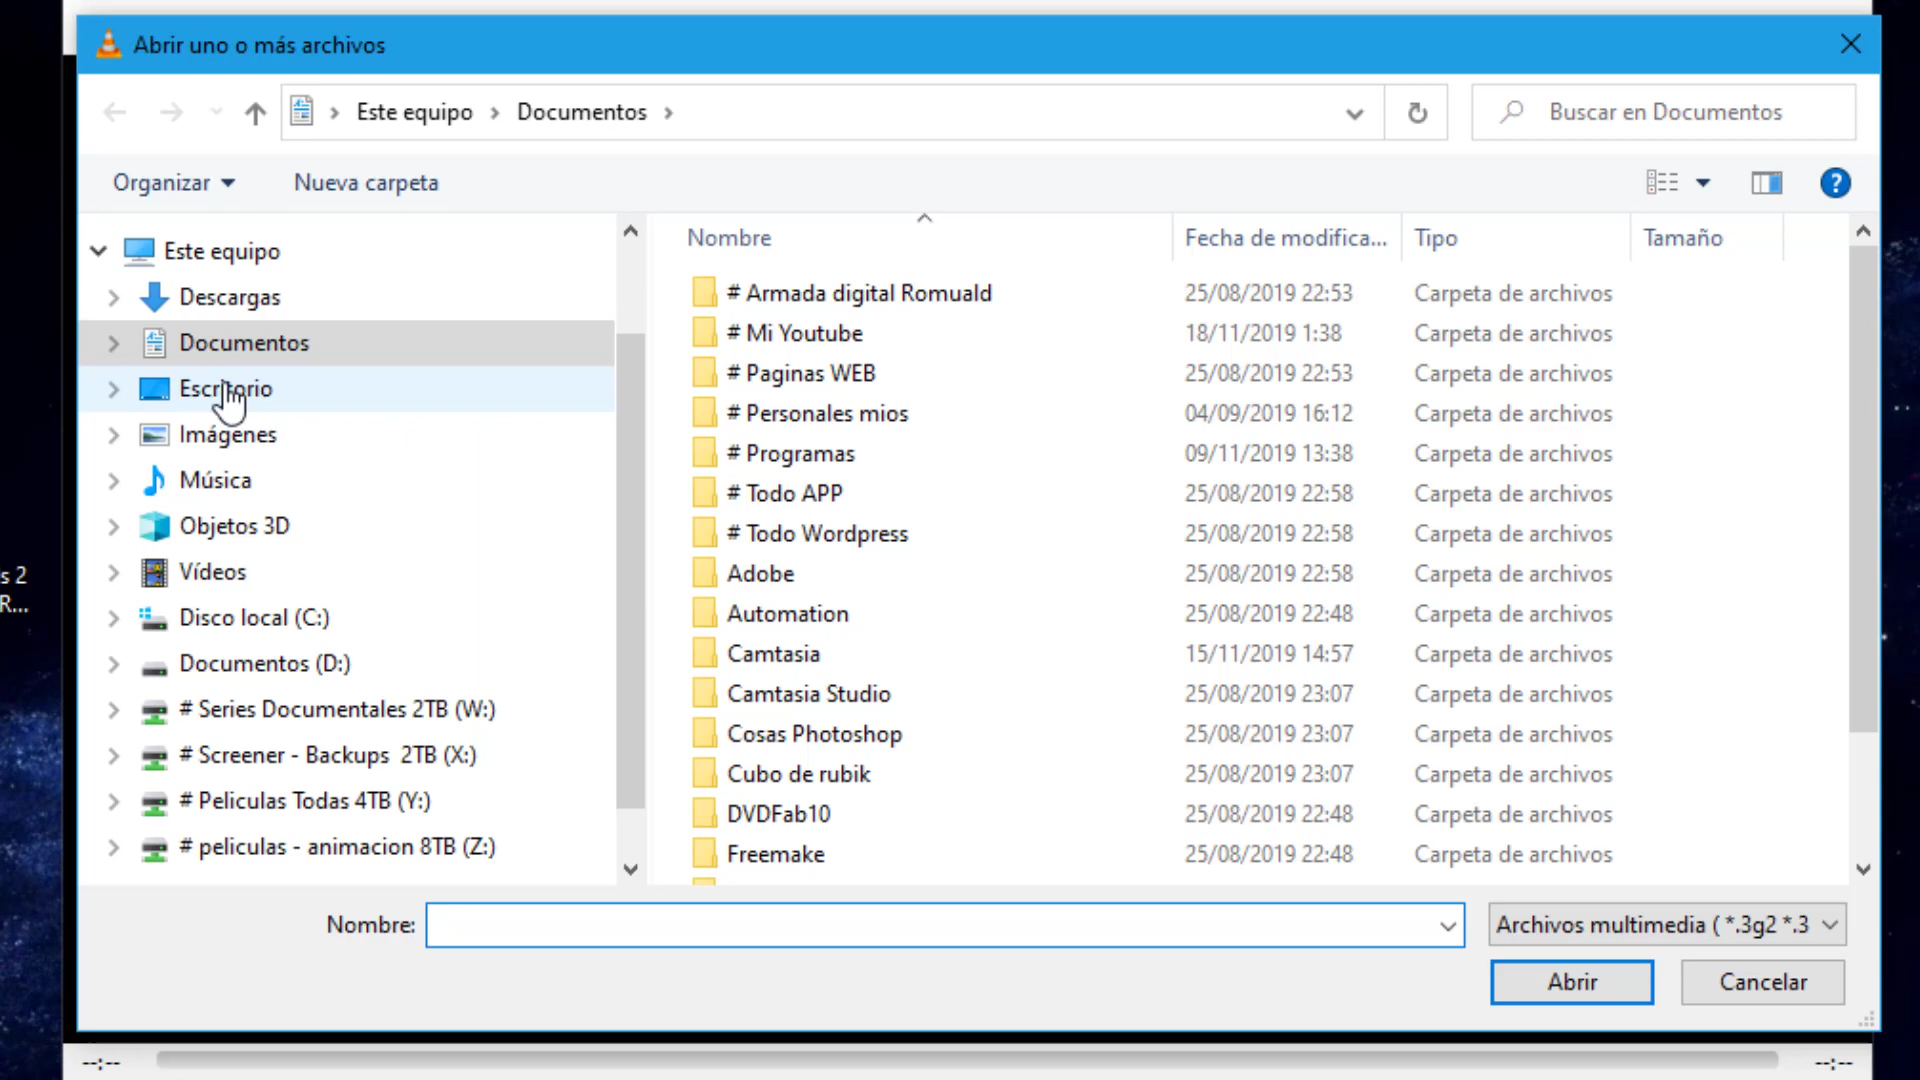 Abrir uno o más archivos
Este equipo > Documentos >
Buscar en Documentos
Organizar
Nueva carpeta
Este equipo
Descargas
Documentos
Escritorio
Imágenes
Música
Objetos 3D
Vídeos
Disco local (C:)
Documentos (D:)
# Series Documentales 2TB (W:)
# Screener - Backups 2TB (X:)
# Peliculas Todas 4TB (Y:)
# peliculas - animacion 8TB (Z:)
Nombre Fecha de modifica... Tipo Tamaño
# Armada digital Romuald 25/08/2019 22:53 Carpeta de archivos
# Mi Youtube 18/11/2019 1:38 Carpeta de archivos
# Paginas WEB 25/08/2019 22:53 Carpeta de archivos
# Personales mios 04/09/2019 16:12 Carpeta de archivos
# Programas 09/11/2019 13:38 Carpeta de archivos
# Todo APP 25/08/2019 22:58 Carpeta de archivos
# Todo Wordpress 25/08/2019 22:58 Carpeta de archivos
Adobe 25/08/2019 22:58 Carpeta de archivos
Automation 25/08/2019 22:48 Carpeta de archivos
Camtasia 15/11/2019 14:57 Carpeta de archivos
Camtasia Studio 25/08/2019 23:07 Carpeta de archivos
Cosas Photoshop 25/08/2019 23:07 Carpeta de archivos
Cubo de rubik 25/08/2019 23:07 Carpeta de archivos
DVDFab10 25/08/2019 22:48 Carpeta de archivos
Freemake 25/08/2019 22:48 Carpeta de archivos
s 2
R...
Nombre:
Archivos multimedia ( *.3g2 *.3
Abrir
Cancelar
--:-- --:--